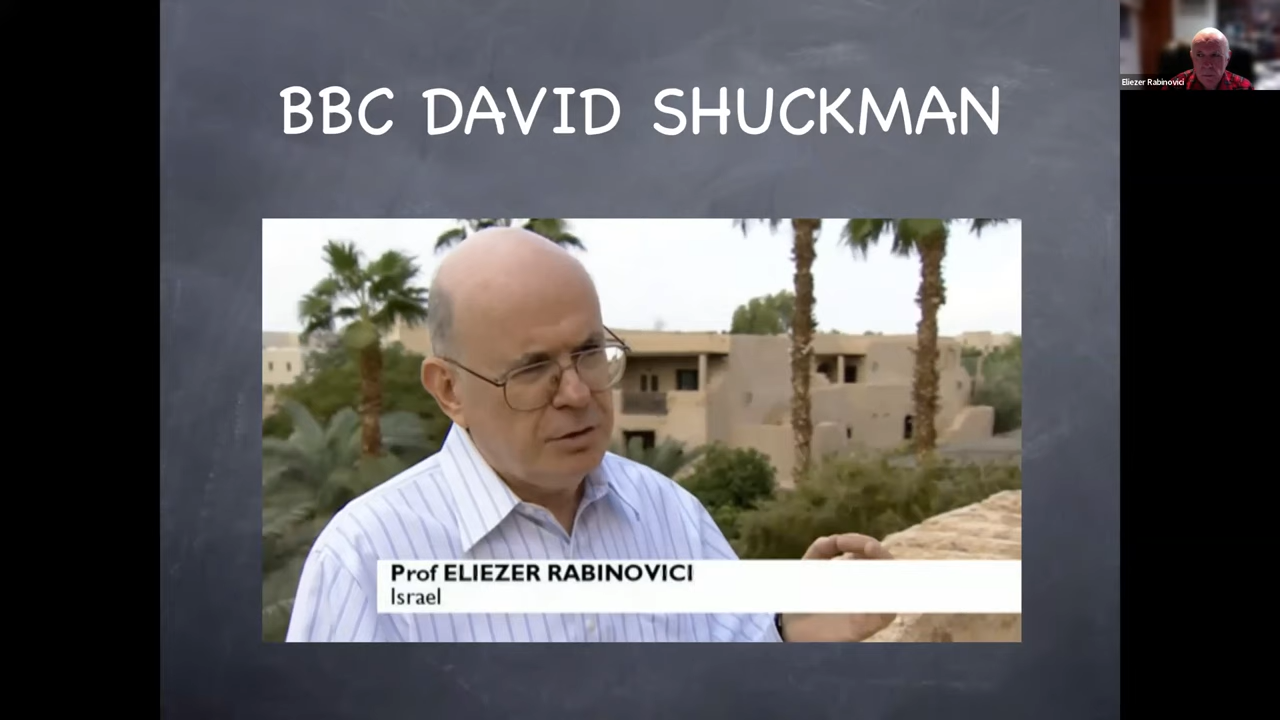 BBC DAVID SHUCKMAN
Eliezer Rabinovici
Prof ELIEZER RABINOVICI
Israel